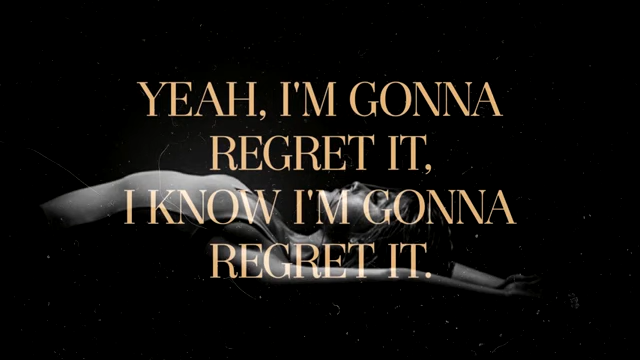 YEAH, I'M GONNA
REGRET IT,
I KNOW I'M GONNA
REGRET IT.